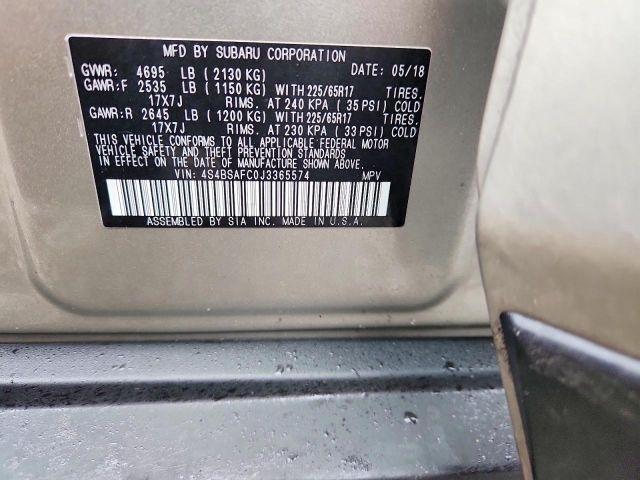 MFD BY SUBARU CORPORATION
GVWR: 4695 LB (2130 KG) DATE: 05/18
GAWR:F 2535 LB (1150 KG) WITH 225/65R17 TIRES.
17X7J RIMS. AT 240 KPA (35 PSI) COLD
GAWR:R 2645 LB (1200 KG) WITH 225/65R17 TIRES.
17X7J RIMS. AT 230 KPA (33 PSI) COLD
THIS VEHICLE CONFORMS TO ALL APPLICABLE FEDERAL MOTOR
VEHICLE SAFETY AND THEFT PREVENTION STANDARDS
IN EFFECT ON THE DATE OF MANUFACTURE SHOWN ABOVE.
VIN: 4S4BSAFC0J3365574 MPV
ASSEMBLED BY SIA INC. MADE IN U.S.A.